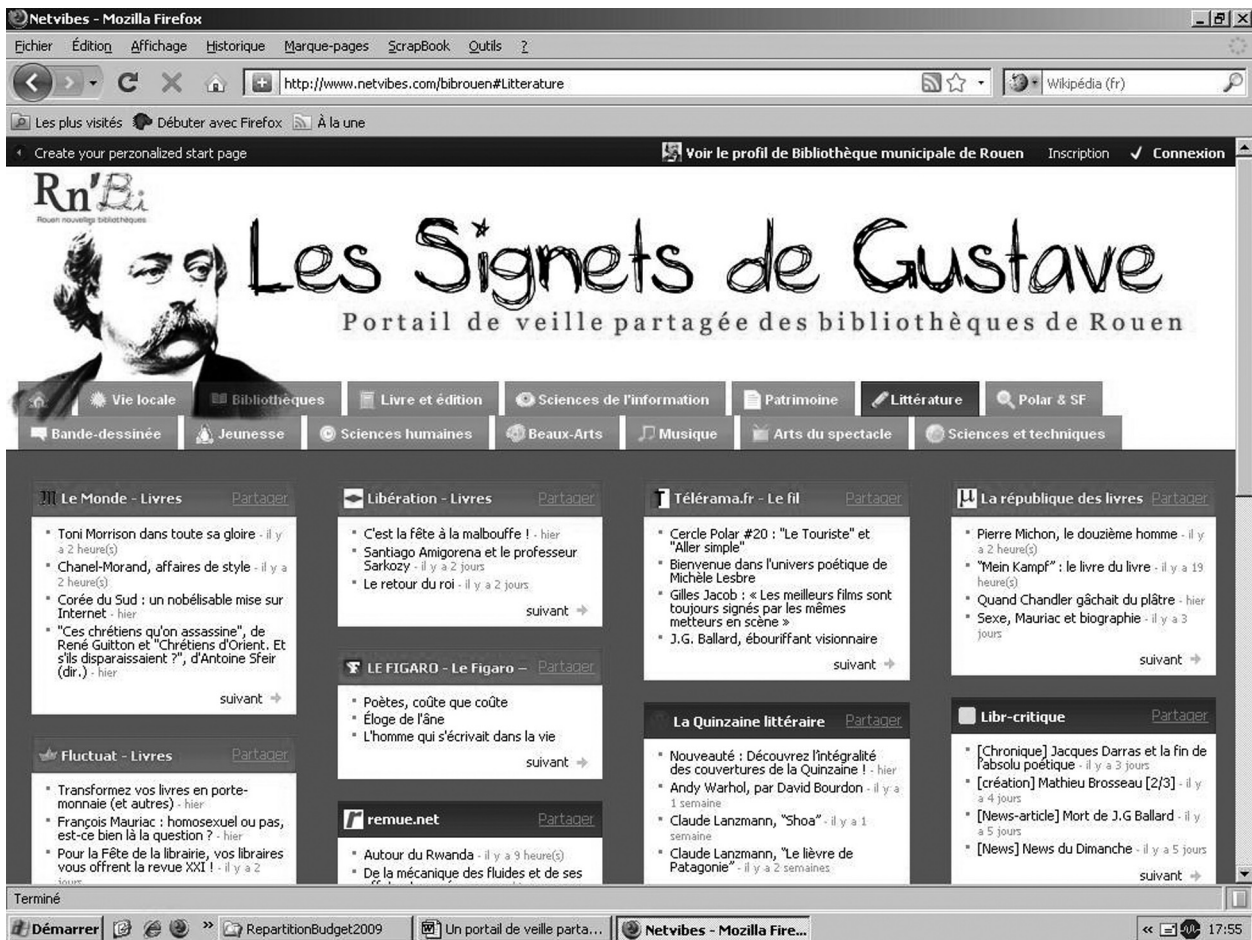 Netvibes - Mozilla Firefox
Fichier Édition Affichage Historique Marque-pages ScrapBook Outils ?
http://www.netvibes.com/bibrouen#Litterature
Wikipédia (fr)
Les plus visités Débuter avec Firefox À la une
Create your perzonalized start page
Voir le profil de Bibliothèque municipale de Rouen Inscription Connexion
Rn'Bi
Rouen nouvelles bibliothèques
Les Signets de Gustave
Portail de veille partagée des bibliothèques de Rouen
Vie locale Bibliothèques Livre et édition Sciences de l'information Patrimoine Littérature Polar & SF
Bande-dessinée Jeunesse Sciences humaines Beaux-Arts Musique Arts du spectacle Sciences et techniques
Le Monde - Livres Partager
Toni Morrison dans toute sa gloire - il y
a 2 heure(s)
Chanel-Morand, affaires de style - il y a
2 heure(s)
Corée du Sud : un nobélisable mise sur
Internet - hier
"Ces chrétiens qu'on assassine", de
René Guitton et "Chrétiens d'Orient. Et
s'ils disparaissaient ?", d'Antoine Sfeir
(dir.) - hier
suivant
Fluctuat - Livres Partager
Transformez vos livres en porte-
monnaie (et autres) - hier
François Mauriac : homosexuel ou pas,
est-ce bien là la question ? - hier
Pour la Fête de la librairie, vos libraires
vous offrent la revue XXI ! - il y a 2
jours
Libération - Livres Partager
C'est la fête à la malbouffe ! - hier
Santiago Amigorena et le professeur
Sarkozy - il y a 2 jours
Le retour du roi - il y a 2 jours
suivant
LE FIGARO - Le Figaro – Partager
Poètes, coûte que coûte
Éloge de l'âne
L'homme qui s'écrivait dans la vie
suivant
remue.net Partager
Autour du Rwanda - il y a 9 heure(s)
De la mécanique des fluides et de ses
Télérama.fr - Le fil Partager
Cercle Polar #20 : "Le Touriste" et
"Aller simple"
Bienvenue dans l'univers poétique de
Michèle Lesbre
Gilles Jacob : « Les meilleurs films sont
toujours signés par les mêmes
metteurs en scène »
J.G. Ballard, ébouriffant visionnaire
suivant
La Quinzaine littéraire Partager
Nouveauté : Découvrez l'intégralité
des couvertures de la Quinzaine ! - hier
Andy Warhol, par David Bourdon - il y a
1 semaine
Claude Lanzmann, "Shoa" - il y a 1
semaine
Claude Lanzmann, "Le lièvre de
Patagonie" - il y a 2 semaines
La république des livres Partager
Pierre Michon, le douzième homme - il y
a 2 heure(s)
"Mein Kampf" : le livre du livre - il y a 19
heure(s)
Quand Chandler gâchait du plâtre - hier
Sexe, Mauriac et biographie - il y a 3
jours
suivant
Libr-critique Partager
[Chronique] Jacques Darras et la fin de
l'absolu poétique - il y a 3 jours
[création] Mathieu Brosseau [2/3] - il y
a 4 jours
[News-article] Mort de J.G Ballard - il y
a 5 jours
[News] News du Dimanche - il y a 5 jours
suivant
Terminé
Démarrer » RepartitionBudget2009 Un portail de veille parta... Netvibes - Mozilla Fire... « 17:55